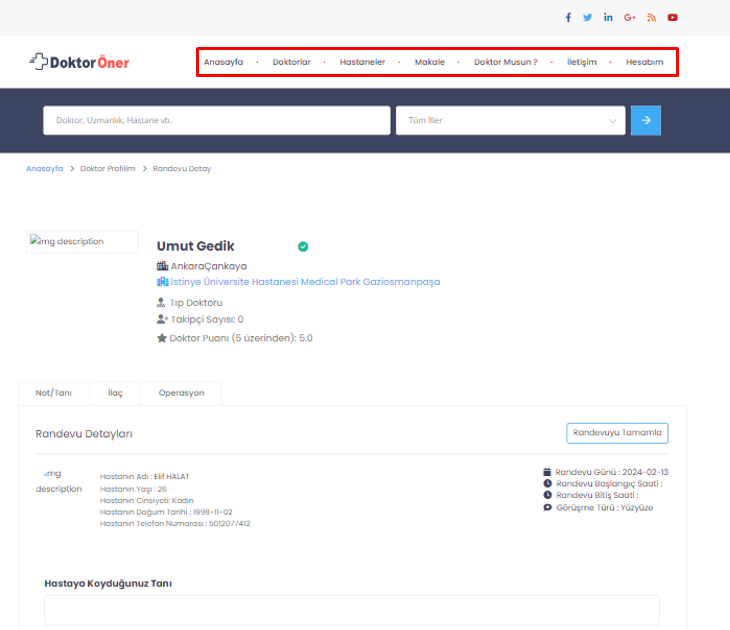 DoktorÖner
Anasayfa • Doktorlar • Hastaneler • Makale • Doktor Musun ? • İletişim • Hesabım
Doktor, Uzmanlık, Hastane vb. Tüm İller
Anasayfa > Doktor Profilim > Randevu Detay
img description
Umut Gedik
AnkaraÇankaya
İstinye Üniversite Hastanesi Medical Park Gaziosmanpaşa
Tıp Doktoru
Takipçi Sayısı: 0
Doktor Puanı (5 üzerinden): 5.0
Not/Tanı İlaç Operasyon
Randevu Detayları Randevuyu Tamamla
img
description
Hastanın Adı : Elif HALAT
Hastanın Yaşı : 26
Hastanın Cinsiyeti: Kadın
Hastanın Doğum Tarihi : 1998-11-02
Hastanın Telefon Numarası : 5012077412
Randevu Günü : 2024-02-13
Randevu Başlangıç Saati :
Randevu Bitiş Saati :
Görüşme Türü : Yüzyüze
Hastaya Koyduğunuz Tanı